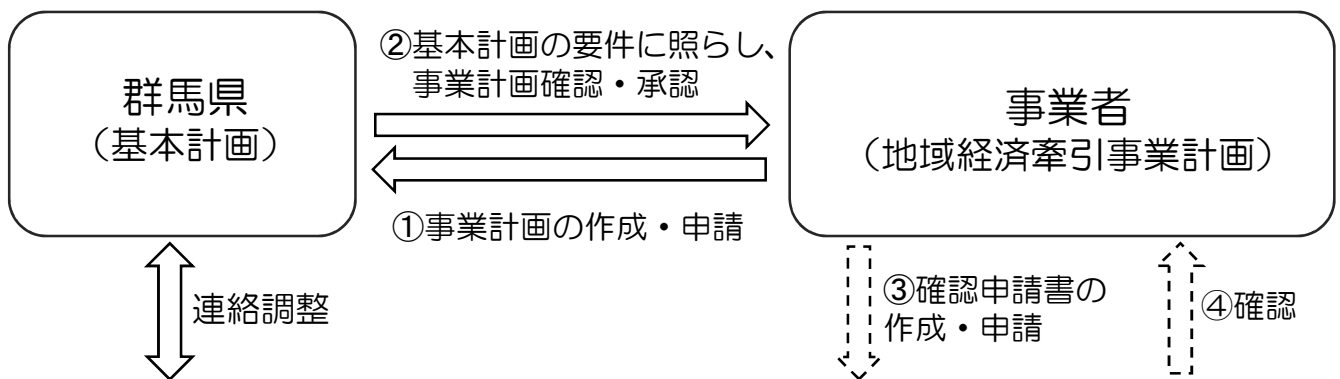 ②基本計画の要件に照らし、
事業計画確認・承認
群馬県
（基本計画）
事業者
（地域経済牽引事業計画）
①事業計画の作成・申請
連絡調整
③確認申請書の
作成・申請
④確認